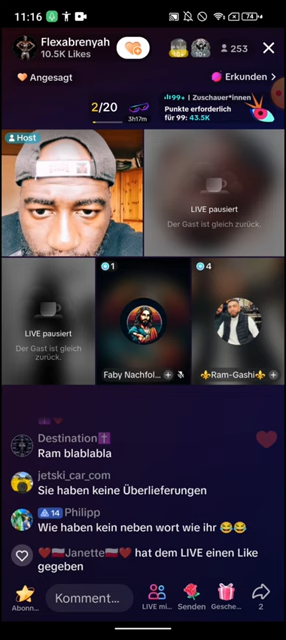 11:16
74
Flexabrenyah
10.5K Likes
253
Angesagt
Erkunden >
2/20
3h17m
99+ | Zuschauer*innen
Punkte erforderlich
für 99: 43.5K
Host
LIVE pausiert
Der Gast ist gleich zurück.
LIVE pausiert
Der Gast ist gleich
zurück.
1
Faby Nachfol...
4
⚜Ram-Gashi⚜
Destination✝️
Ram blablabla
jetski_car_com
Sie haben keine Überlieferungen
14 Philipp
Wie haben kein neben wort wie ihr 😂😂
❤️🇵🇱Janette🇵🇱❤️ hat dem LIVE einen Like
gegeben
Abonn...
Komment...
LIVE mi...
Senden
Gesche...
2